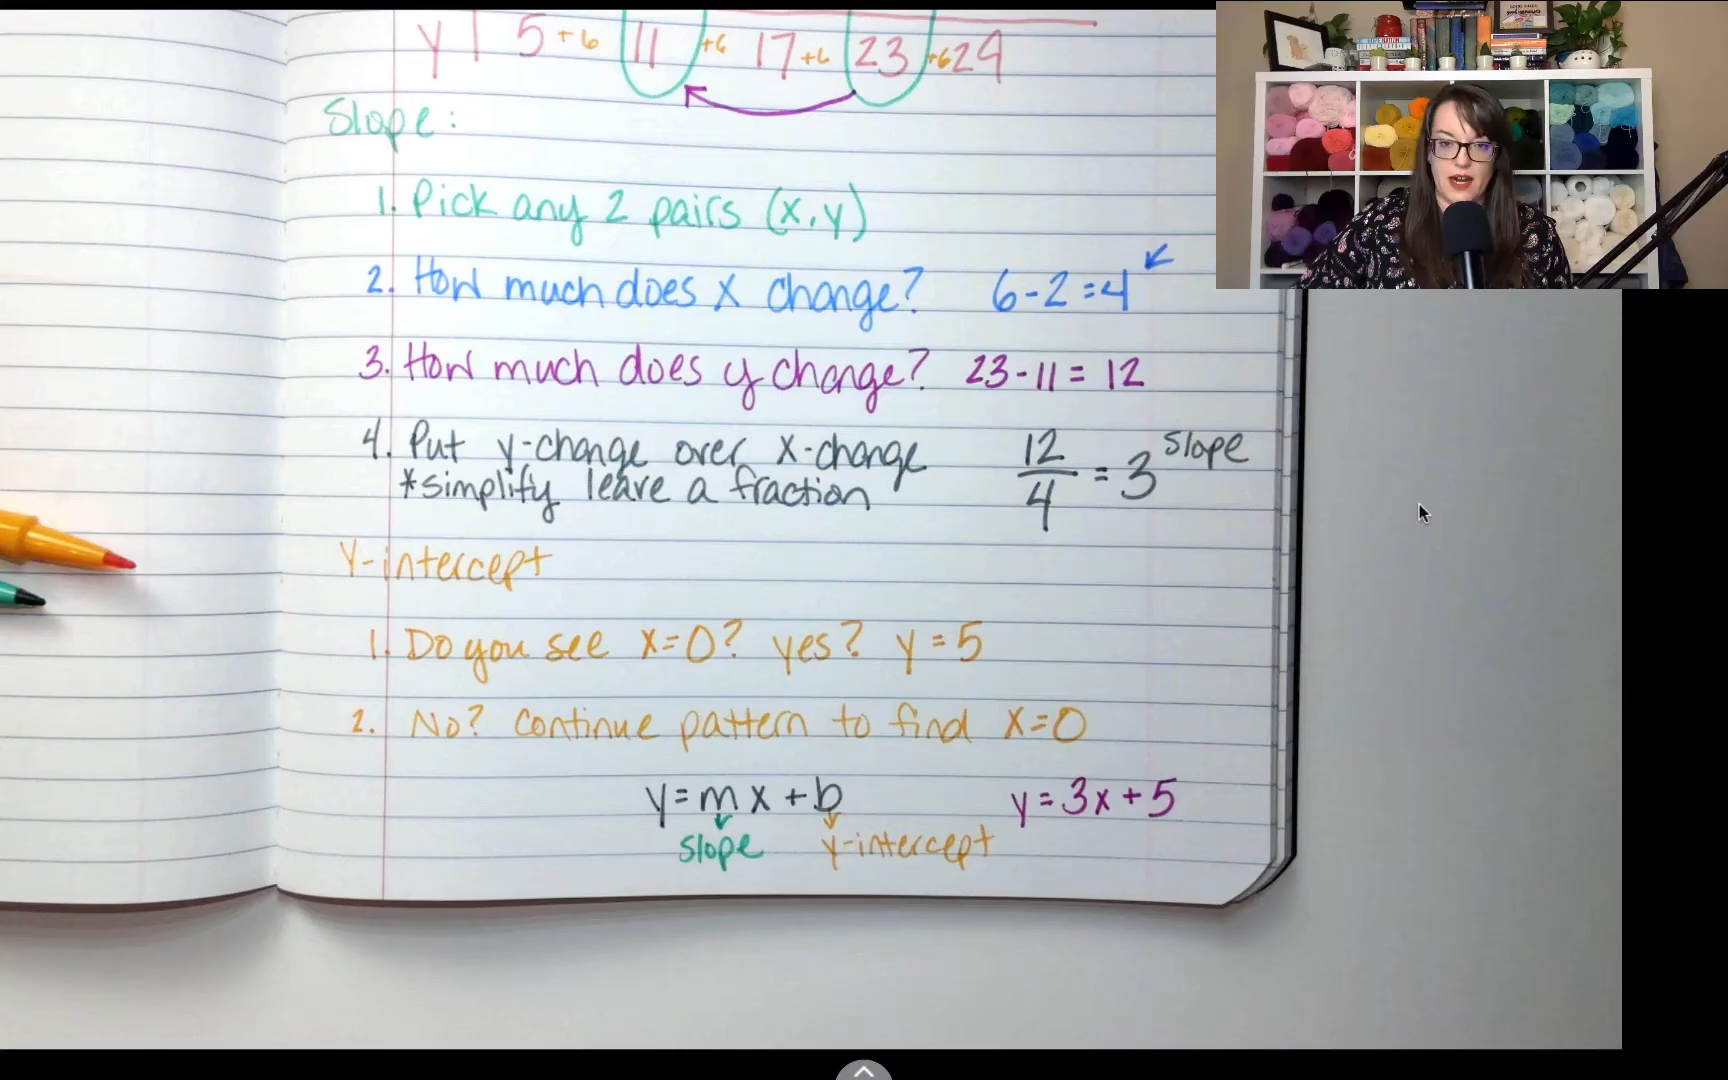 y | 5 +6 11 +6 17 +6 23 +6 29
Slope:
1. Pick any 2 pairs (x,y)
2. How much does x change? 6-2=4
3. How much does y change? 23-11=12
4. Put y-change over x-change 12/4 = 3 slope
*simplify leave a fraction
Y-intercept
1. Do you see x=0? yes? y=5
2. No? continue pattern to find x=0
y=mx+b y=3x+5
slope y-intercept